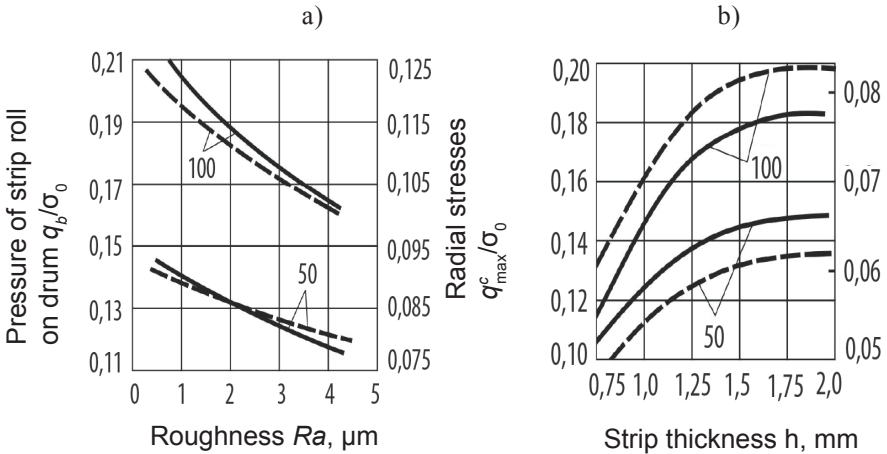 a)
b)
Pressure of strip roll
on drum q_b/σ_0
0,21
0,19
0,17
0,15
0,13
0,11
100
50
0,125
0,115
0,105
0,095
0,085
0,075
0 1 2 3 4 5
Roughness Ra, μm
Radial stresses
q^c_max/σ_0
0,20
0,18
0,16
0,14
0,12
0,10
100
50
0,08
0,07
0,06
0,05
0,75 1,0 1,25 1,5 1,75 2,0
Strip thickness h, mm